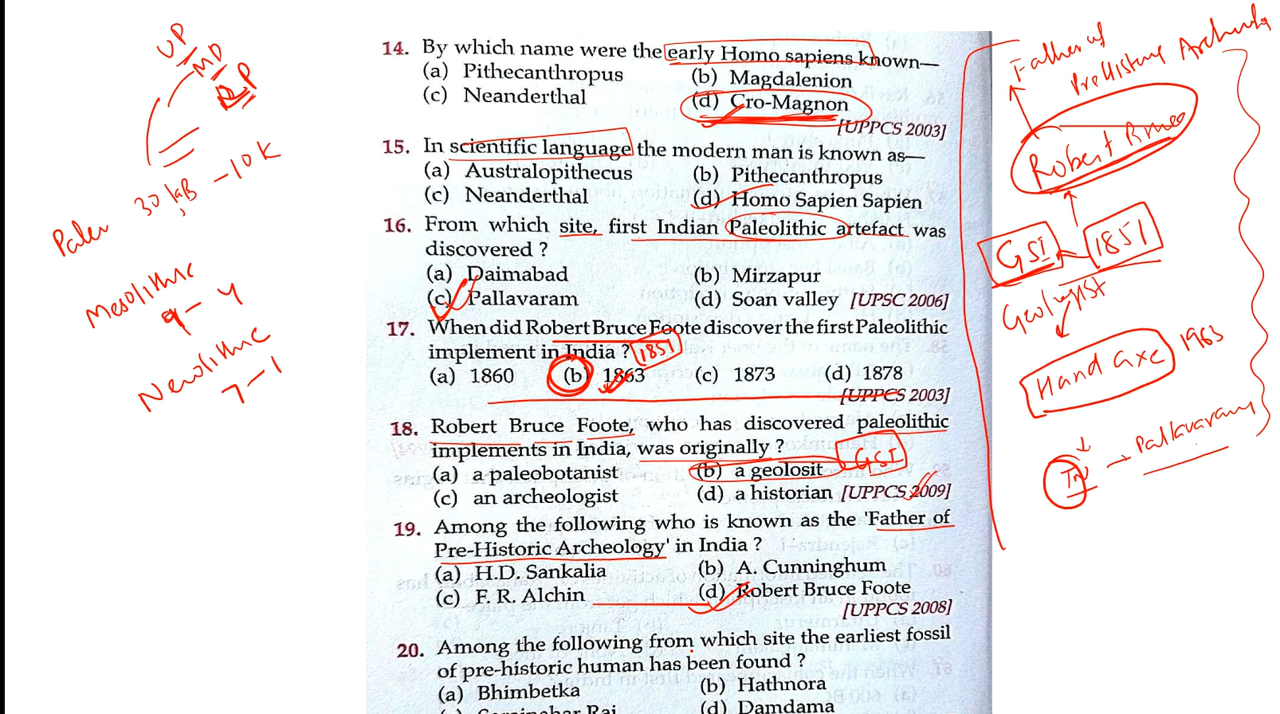 UP
MP
LP
30 lab - 10K
Paleo
Mesolithic
9 - 4
Neolithic
7 - 1
14. By which name were the early Homo sapiens known—
(a) Pithecanthropus (b) Magdalenion
(c) Neanderthal (d) Cro-Magnon
[UPPCS 2003]
15. In scientific language the modern man is known as—
(a) Australopithecus (b) Pithecanthropus
(c) Neanderthal (d) Homo Sapien Sapien
16. From which site, first Indian Paleolithic artefact was
discovered ?
(a) Daimabad (b) Mirzapur
(c) Pallavaram (d) Soan valley [UPSC 2006]
17. When did Robert Bruce Foote discover the first Paleolithic
implement in India ? 1851
(a) 1860 (b) 1863 (c) 1873 (d) 1878
[UPPCS 2003]
18. Robert Bruce Foote, who has discovered paleolithic
implements in India, was originally ?
(a) a paleobotanist (b) a geolosit GSI
(c) an archeologist (d) a historian [UPPCS 2009]
19. Among the following who is known as the 'Father of
Pre-Historic Archeology' in India ?
(a) H.D. Sankalia (b) A. Cunninghum
(c) F. R. Alchin (d) Robert Bruce Foote
[UPPCS 2008]
20. Among the following from which site the earliest fossil
of pre-historic human has been found ?
(a) Bhimbetka (b) Hathnora
(d) Damdama
Father of
Prehistory
Robert Bruce
GSI - 1851
Geologist
Hand axe 1963
Pallavaram